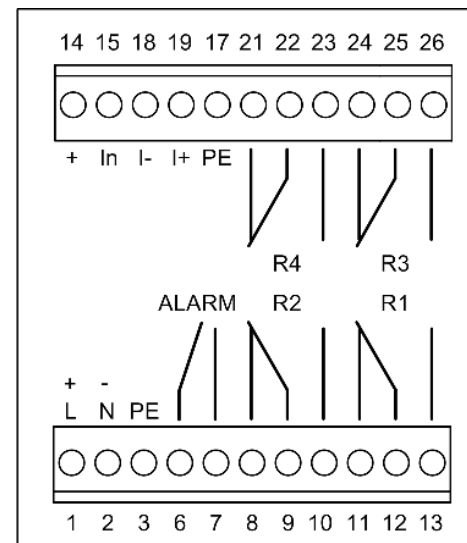 14 15 18 19 17 21 22 23 24 25 26
+ In I- I+ PE
R4 R3
ALARM R2 R1
+ -
L N PE
1 2 3 6 7 8 9 10 11 12 13